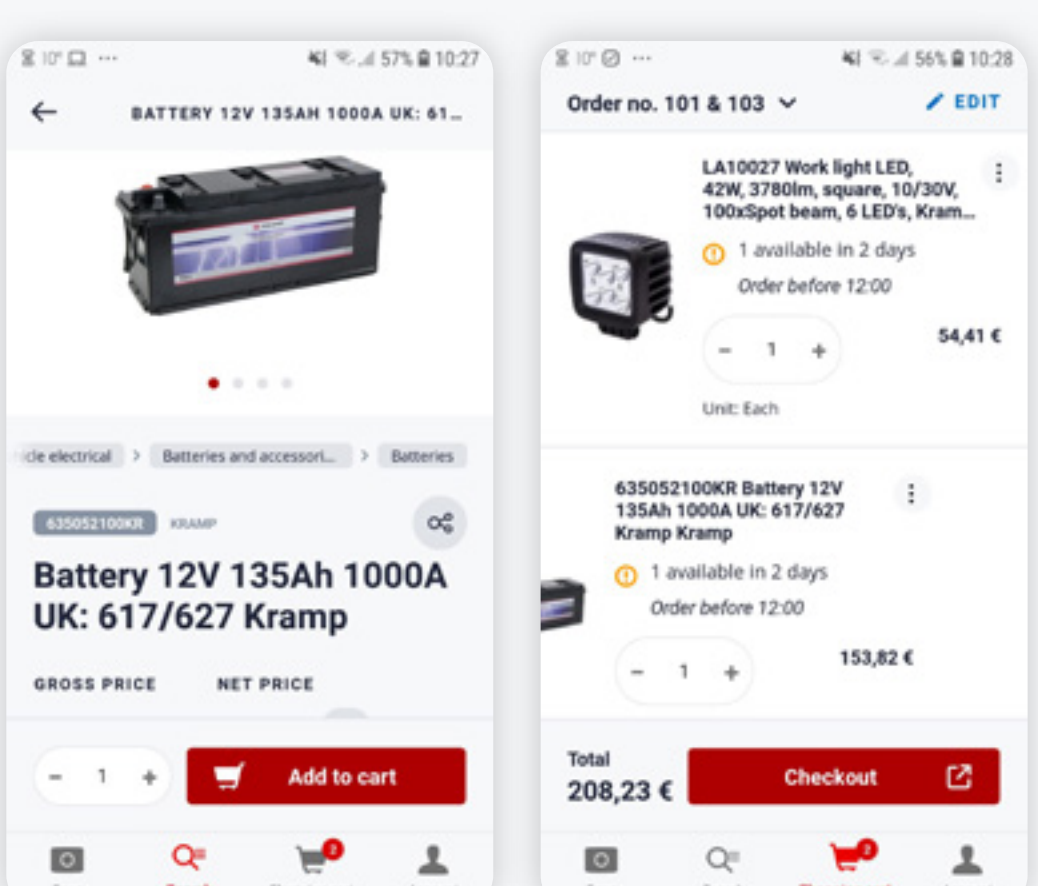 10°
57% 10:27
BATTERY 12V 135AH 1000A UK: 61...
cle electrical > Batteries and accessori... > Batteries
635052100KR KRAMP
Battery 12V 135Ah 1000A
UK: 617/627 Kramp
GROSS PRICE NET PRICE
- 1 + Add to cart
2
10°
56% 10:28
Order no. 101 & 103 EDIT
LA10027 Work light LED,
42W, 3780lm, square, 10/30V,
100xSpot beam, 6 LED's, Kram...
1 available in 2 days
Order before 12:00
- 1 +
54,41 €
Unit: Each
635052100KR Battery 12V
135Ah 1000A UK: 617/627
Kramp Kramp
1 available in 2 days
Order before 12:00
- 1 +
153,82 €
Total
208,23 €
Checkout
2